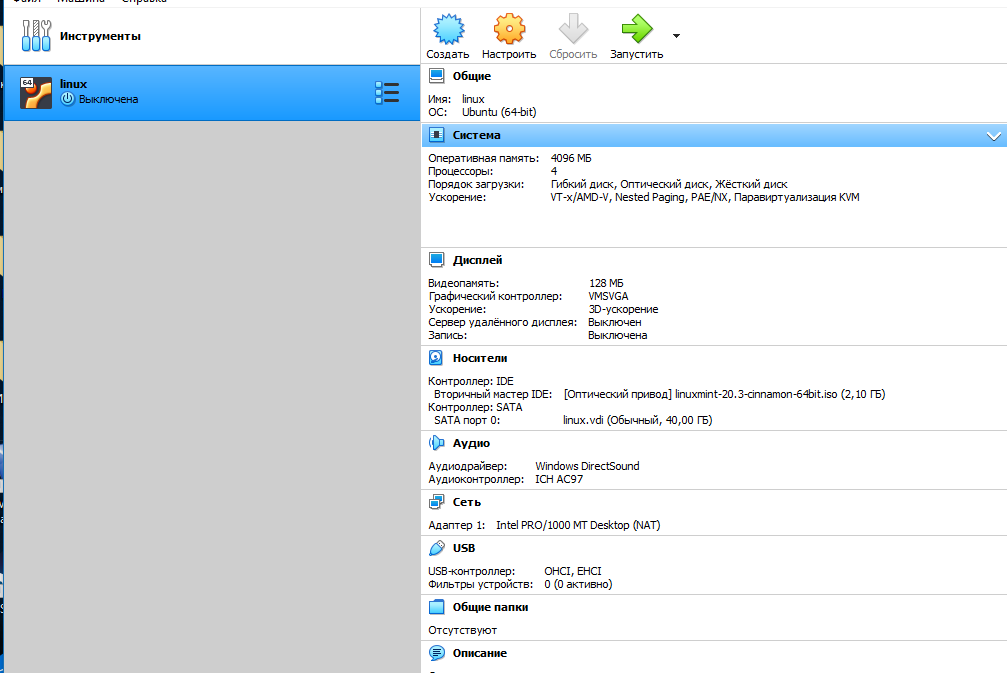 Файл Машина Справка
Инструменты
Создать Настроить Сбросить Запустить
64
linux
Выключена
Общие
Имя: linux
ОС: Ubuntu (64-bit)
Система
Оперативная память: 4096 МБ
Процессоры: 4
Порядок загрузки: Гибкий диск, Оптический диск, Жёсткий диск
Ускорение: VT-x/AMD-V, Nested Paging, PAE/NX, Паравиртуализация KVM
Дисплей
Видеопамять: 128 МБ
Графический контроллер: VMSVGA
Ускорение: 3D-ускорение
Сервер удалённого дисплея: Выключен
Запись: Выключена
Носители
Контроллер: IDE
Вторичный мастер IDE: [Оптический привод] linuxmint-20.3-cinnamon-64bit.iso (2,10 ГБ)
Контроллер: SATA
SATA порт 0: linux.vdi (Обычный, 40,00 ГБ)
Аудио
Аудиодрайвер: Windows DirectSound
Аудиоконтроллер: ICH AC97
Сеть
Адаптер 1: Intel PRO/1000 MT Desktop (NAT)
USB
USB-контроллер: OHCI, EHCI
Фильтры устройств: 0 (0 активно)
Общие папки
Отсутствуют
Описание